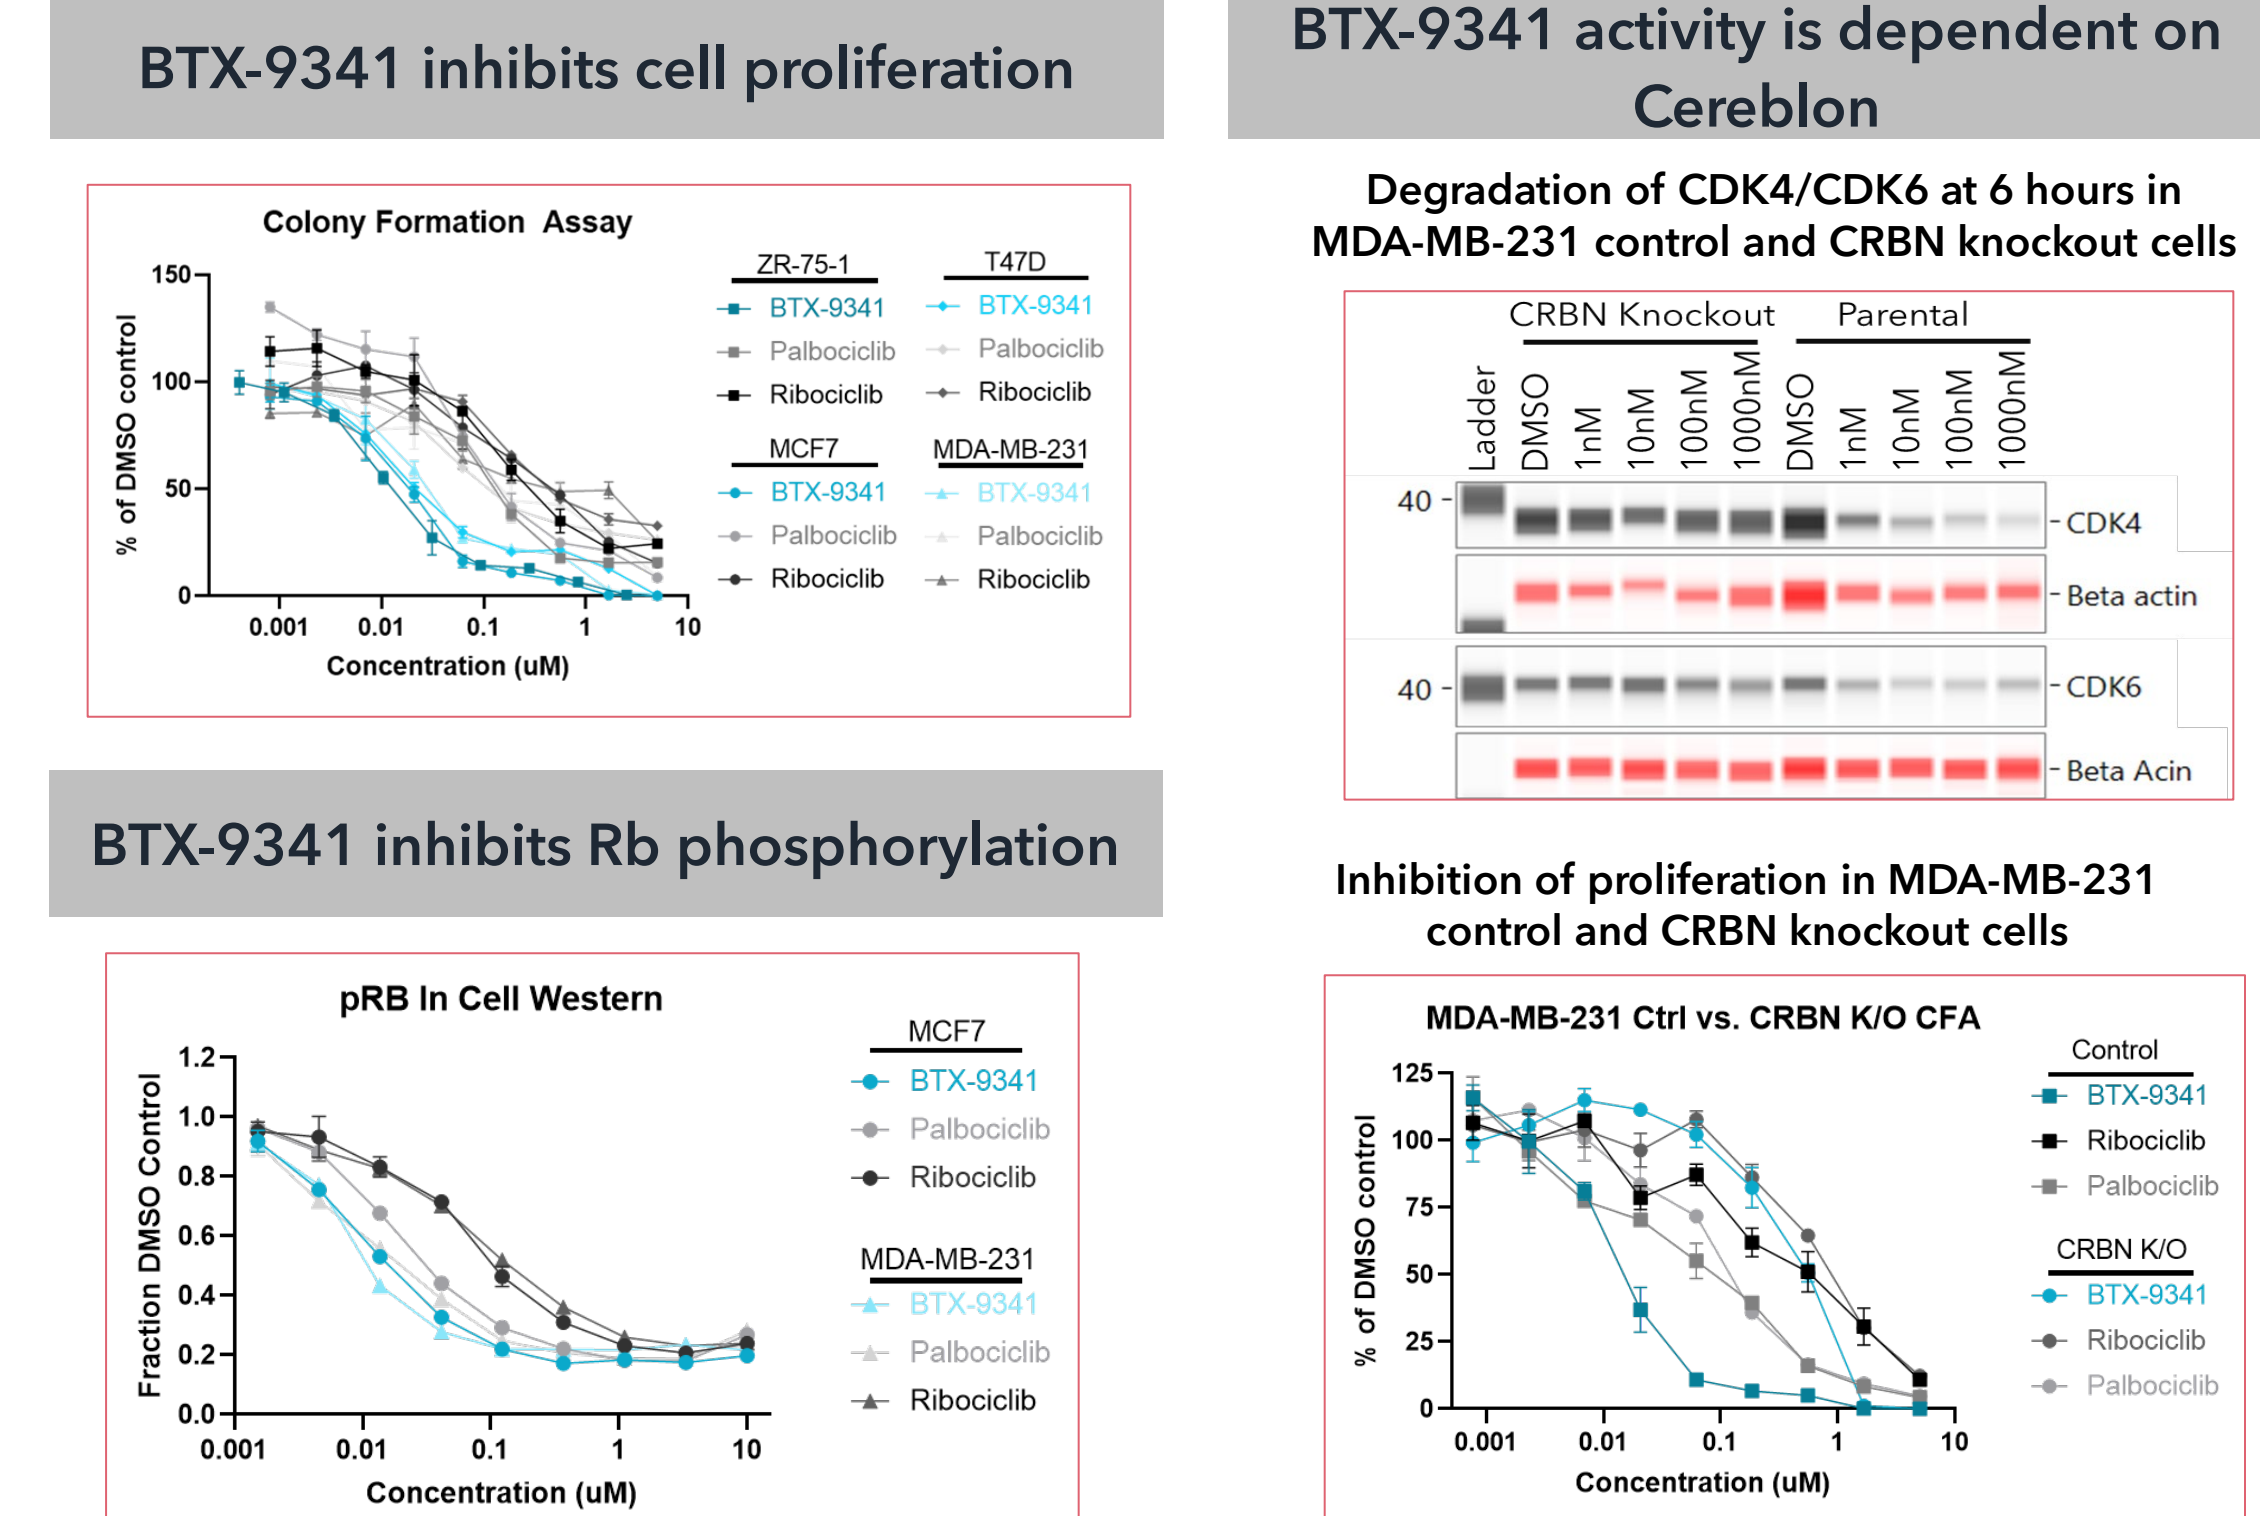 BTX-9341 inhibits cell proliferation
Colony Formation Assay
% of DMSO control
150
100
50
0
0.001
0.01
0.1
1
10
Concentration (uM)
ZR-75-1
BTX-9341
Palbociclib
Ribociclib
T47D
BTX-9341
Palbociclib
Ribociclib
MCF7
BTX-9341
Palbociclib
Ribociclib
MDA-MB-231
BTX-9341
Palbociclib
Ribociclib
BTX-9341 inhibits Rb phosphorylation
pRB In Cell Western
Fraction DMSO Control
1.2
1.0
0.8
0.6
0.4
0.2
0.0
0.001
0.01
0.1
1
10
Concentration (uM)
MCF7
BTX-9341
Palbociclib
Ribociclib
MDA-MB-231
BTX-9341
Palbociclib
Ribociclib
BTX-9341 activity is dependent on
Cereblon
Degradation of CDK4/CDK6 at 6 hours in
MDA-MB-231 control and CRBN knockout cells
CRBN Knockout
Parental
Ladder
DMSO
1nM
10nM
100nM
1000nM
DMSO
1nM
10nM
100nM
1000nM
40
CDK4
Beta actin
40
CDK6
Beta Acin
Inhibition of proliferation in MDA-MB-231
control and CRBN knockout cells
MDA-MB-231 Ctrl vs. CRBN K/O CFA
% of DMSO control
125
100
75
50
25
0
0.001
0.01
0.1
1
10
Concentration (uM)
Control
BTX-9341
Ribociclib
Palbociclib
CRBN K/O
BTX-9341
Ribociclib
Palbociclib